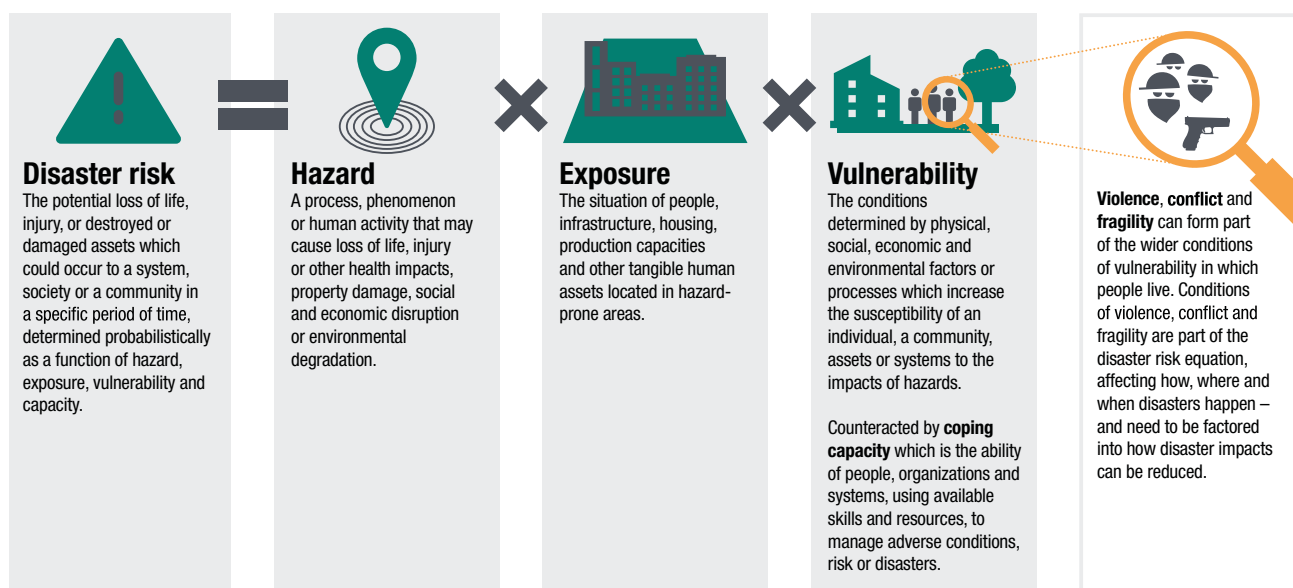 Disaster risk
The potential loss of life,
injury, or destroyed or
damaged assets which
could occur to a system,
society or a community in
a specific period of time,
determined probabilistically
as a function of hazard,
exposure, vulnerability and
capacity.
Hazard
A process, phenomenon
or human activity that may
cause loss of life, injury
or other health impacts,
property damage, social
and economic disruption
or environmental
degradation.
Exposure
The situation of people,
infrastructure, housing,
production capacities
and other tangible human
assets located in hazard-
prone areas.
Vulnerability
The conditions
determined by physical,
social, economic and
environmental factors or
processes which increase
the susceptibility of an
individual, a community,
assets or systems to the
impacts of hazards.
Counteracted by coping
capacity which is the ability
of people, organizations and
systems, using available
skills and resources, to
manage adverse conditions,
risk or disasters.
Violence, conflict and
fragility can form part
of the wider conditions
of vulnerability in which
people live. Conditions
of violence, conflict and
fragility are part of the
disaster risk equation,
affecting how, where and
when disasters happen –
and need to be factored
into how disaster impacts
can be reduced.